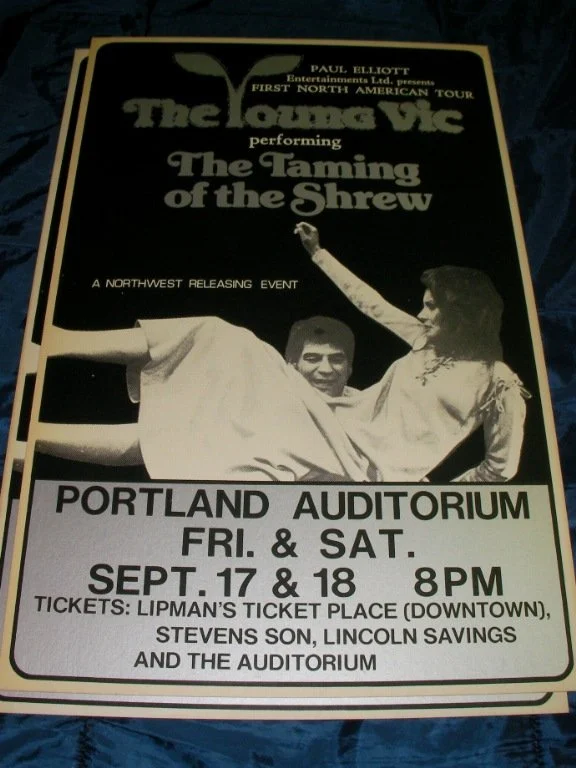 PAUL ELLIOTT
Entertainments Ltd. presents
FIRST NORTH AMERICAN TOUR
The Young Vic
performing
The Taming
of the Shrew
A NORTHWEST RELEASING EVENT
PORTLAND AUDITORIUM
FRI. & SAT.
SEPT. 17 & 18 8PM
TICKETS: LIPMAN'S TICKET PLACE (DOWNTOWN),
STEVENS SON, LINCOLN SAVINGS
AND THE AUDITORIUM